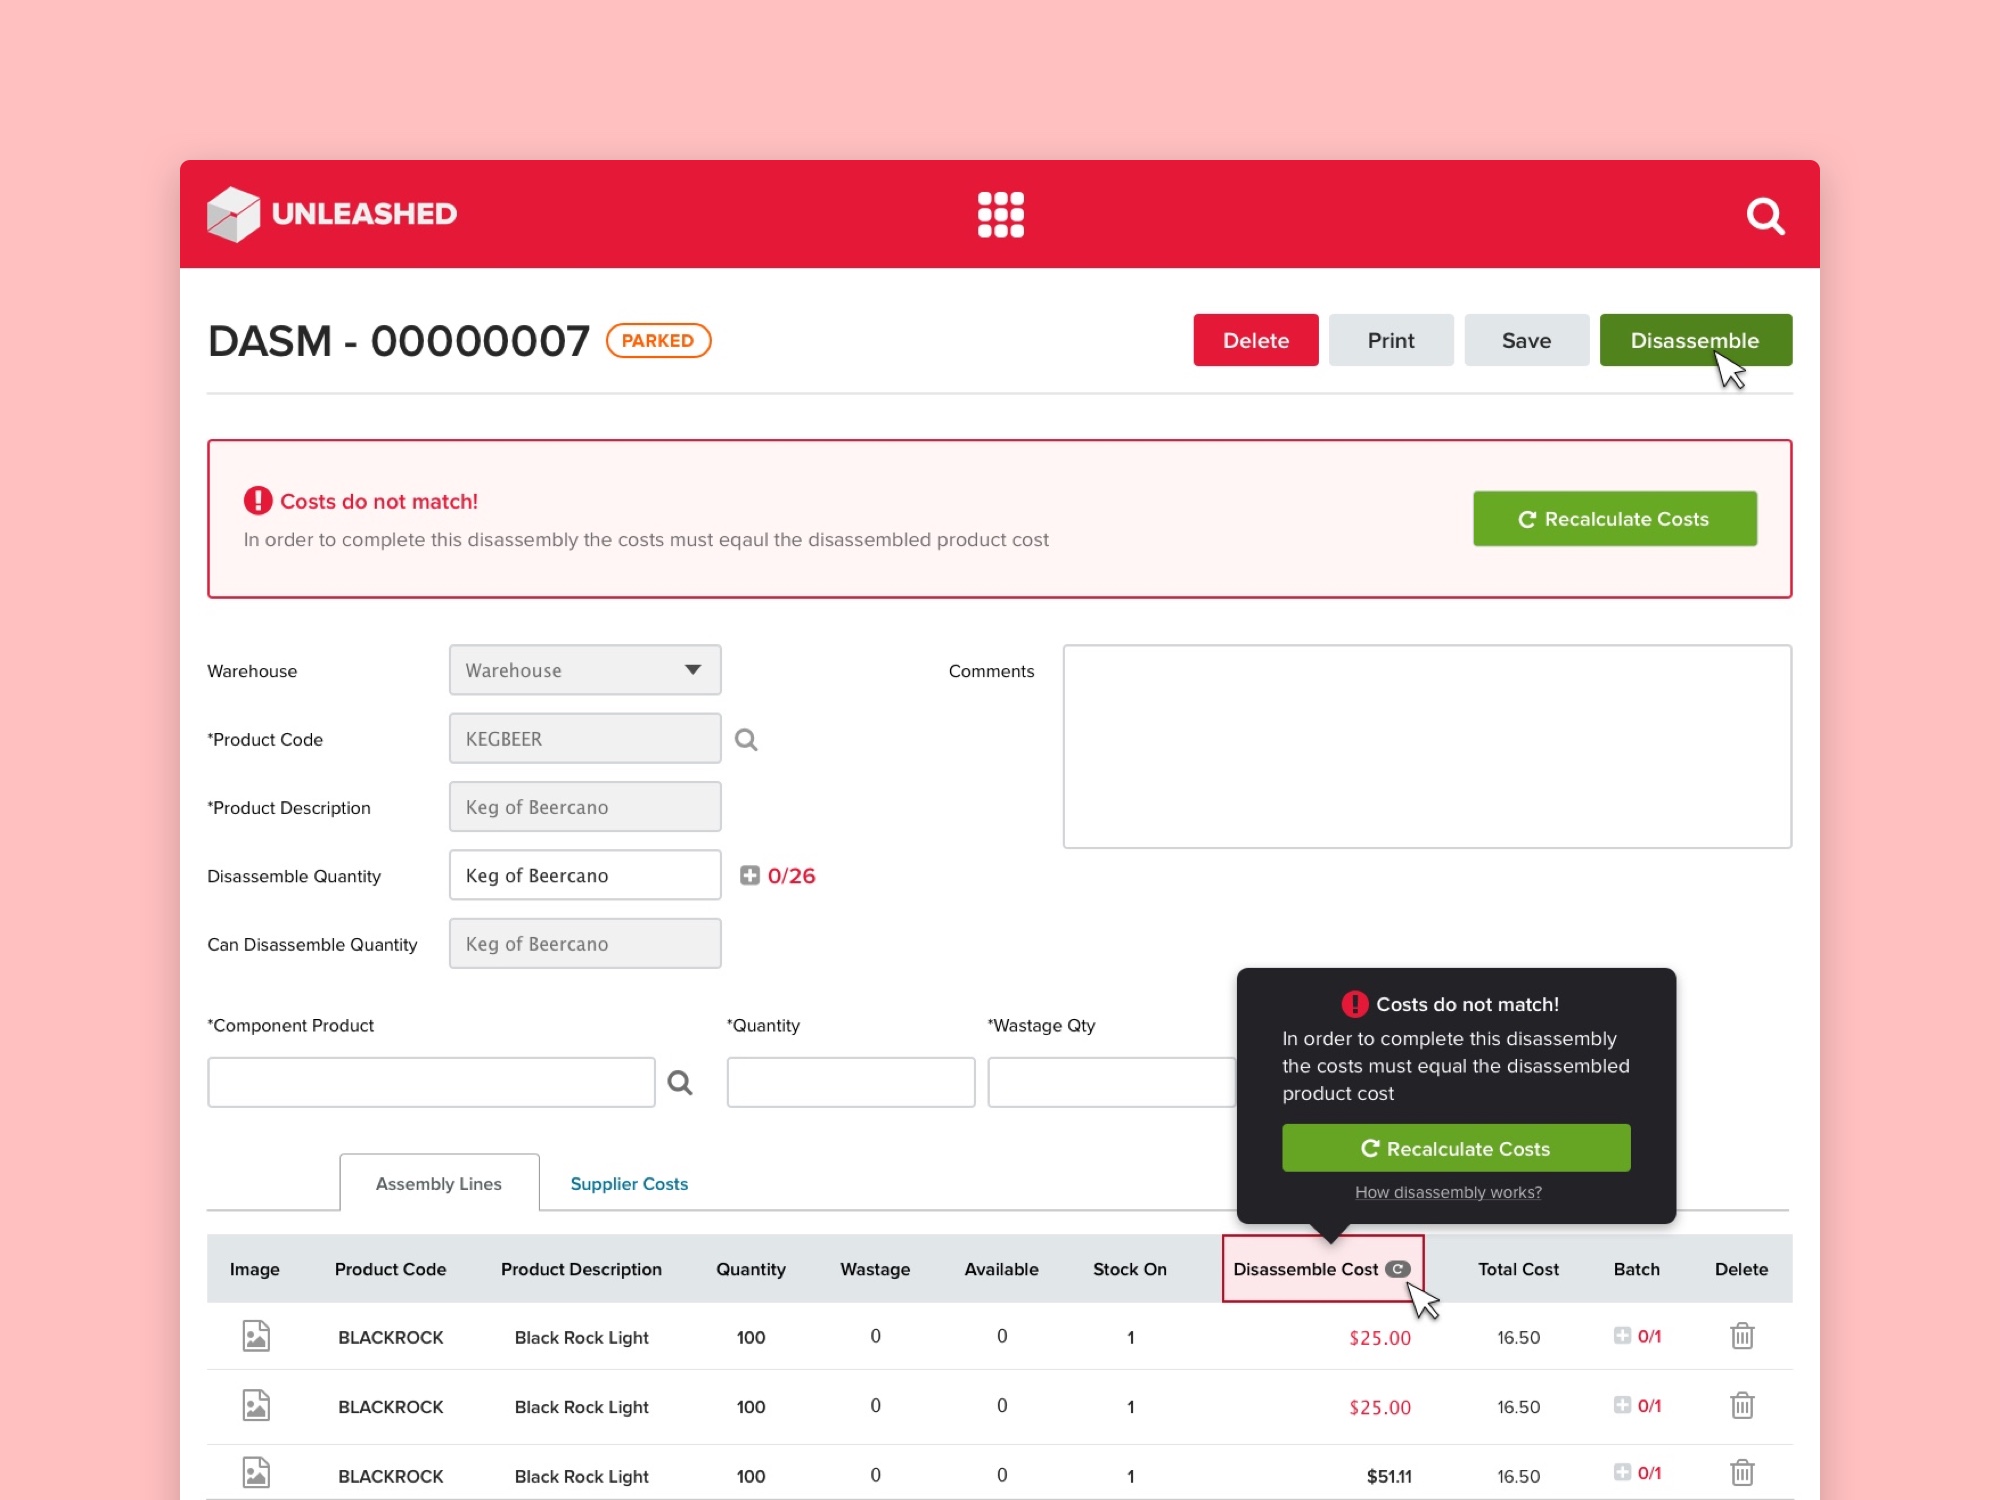 UNLEASHED
DASM - 00000007 PARKED
Delete Print Save Disassemble
Costs do not match!
In order to complete this disassembly the costs must eqaul the disassembled product cost
Recalculate Costs
Warehouse Warehouse
Comments
*Product Code KEGBEER
*Product Description Keg of Beercano
Disassemble Quantity Keg of Beercano 0/26
Can Disassemble Quantity Keg of Beercano
*Component Product *Quantity *Wastage Qty
Costs do not match!
In order to complete this disassembly
the costs must equal the disassembled
product cost
Recalculate Costs
How disassembly works?
Assembly Lines Supplier Costs
Image Product Code Product Description Quantity Wastage Available Stock On Disassemble Cost Total Cost Batch Delete
BLACKROCK Black Rock Light 100 0 0 1 $25.00 16.50 0/1
BLACKROCK Black Rock Light 100 0 0 1 $25.00 16.50 0/1
BLACKROCK Black Rock Light 100 0 0 1 $51.11 16.50 0/1